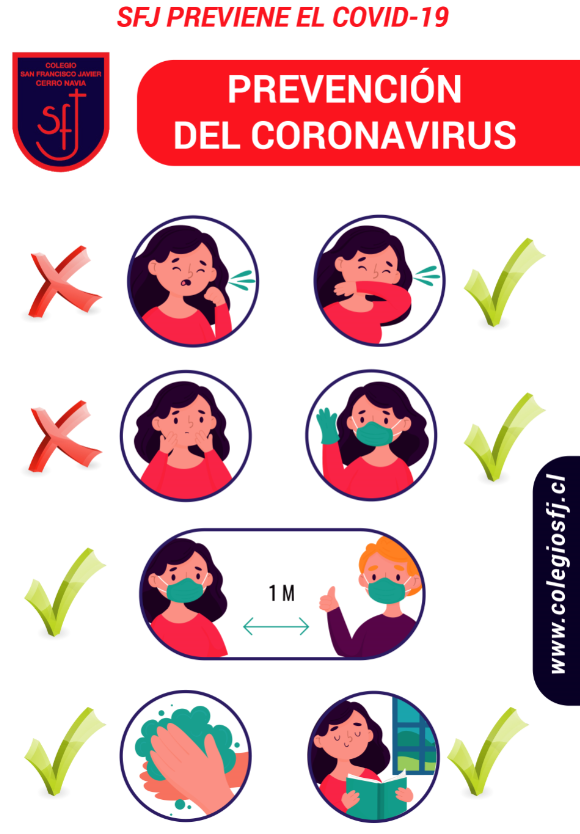 SFJ PREVIENE EL COVID-19
COLEGIO
SAN FRANCISCO JAVIER
CERRO NAVIA
sfj
PREVENCIÓN
DEL CORONAVIRUS
1 M
www.colegiosfj.cl